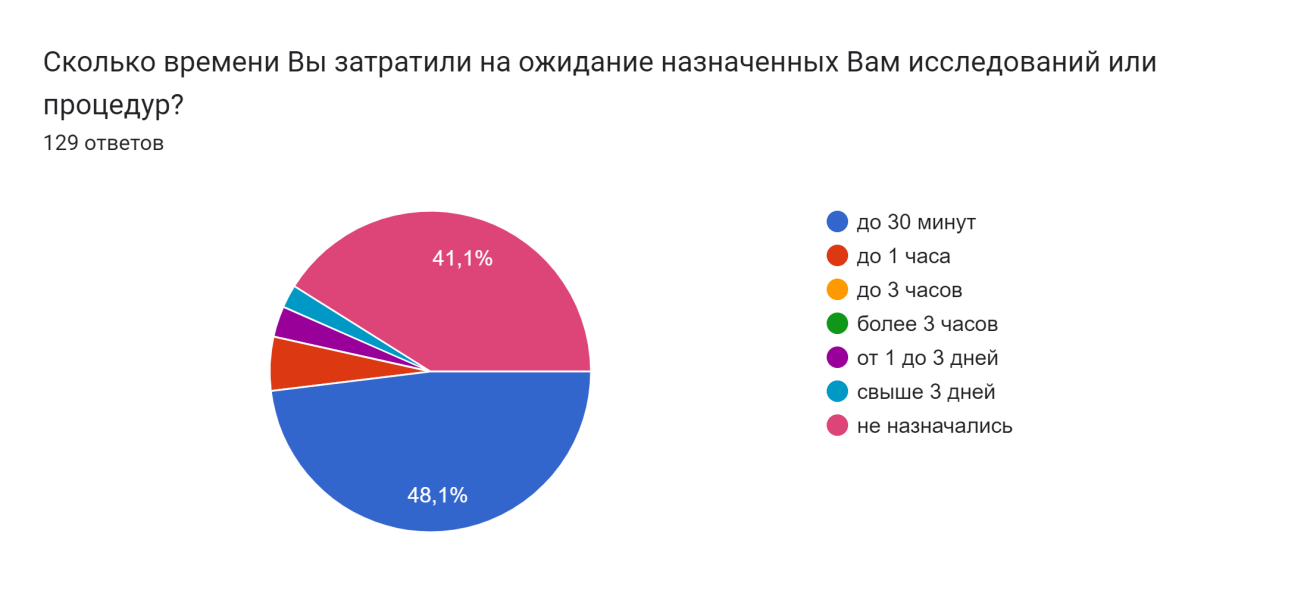 Сколько времени Вы затратили на ожидание назначенных Вам исследований или
процедур?
129 ответов
41,1%
48,1%
до 30 минут
до 1 часа
до 3 часов
более 3 часов
от 1 до 3 дней
свыше 3 дней
не назначались